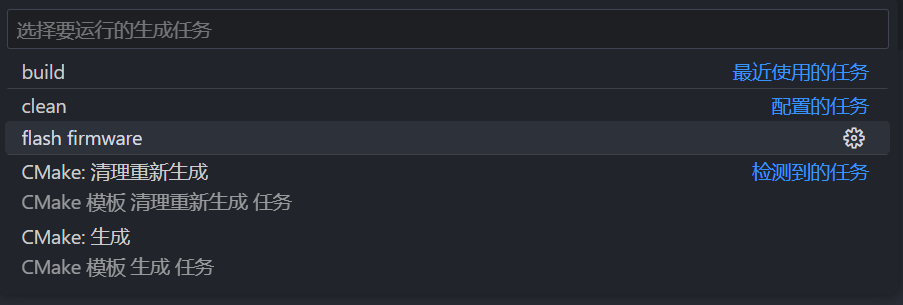 选择要运行的生成任务
build 最近使用的任务
clean 配置的任务
flash firmware
CMake: 清理重新生成 检测到的任务
CMake 模板 清理重新生成 任务
CMake: 生成
CMake 模板 生成 任务